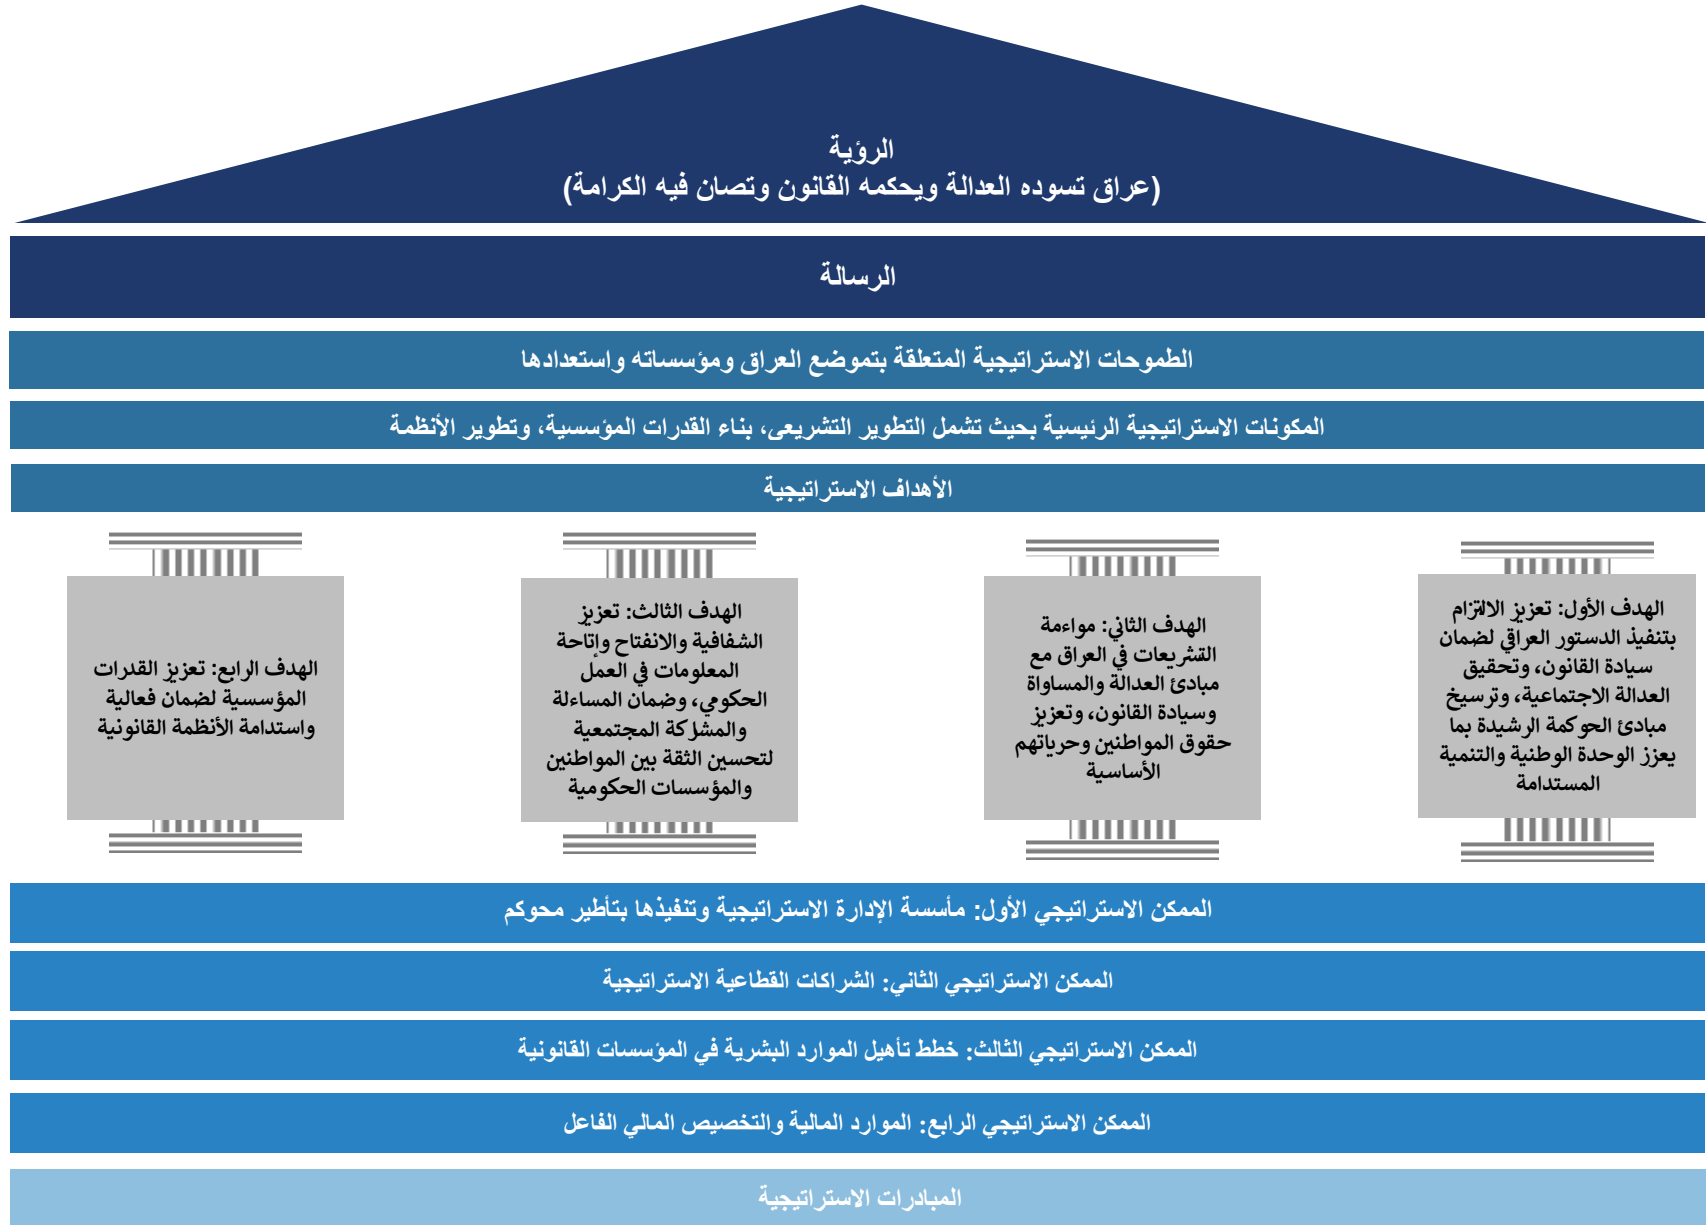 الرؤية
(عراق تسوده العدالة ويحكمه القانون وتصان فيه الكرامة)
الرسالة
الطموحات الاستراتيجية المتعلقة بتموضع العراق ومؤسساته واستعدادها
المكونات الاستراتيجية الرئيسية بحيث تشمل التطوير التشريعى، بناء القدرات المؤسسية، وتطوير الأنظمة
الأهداف الاستراتيجية
الهدف الأول: تعزيز الالتزام
بتنفيذ الدستور العراقي لضمان
سيادة القانون، وتحقيق
العدالة الاجتماعية، وترسيخ
مبادئ الحوكمة الرشيدة بما
يعزز الوحدة الوطنية والتنمية
المستدامة
الهدف الثاني: مواءمة
التشريعات في العراق مع
مبادئ العدالة والمساواة
وسيادة القانون، وتعزيز
حقوق المواطنين وحرياتهم
الأساسية
الهدف الثالث: تعزيز
الشفافية والانفتاح وإتاحة
المعلومات في العمل
الحكومي، وضمان المساءلة
والمشاركة المجتمعية
لتحسين الثقة بين المواطنين
والمؤسسات الحكومية
الهدف الرابع: تعزيز القدرات
المؤسسية لضمان فعالية
واستدامة الأنظمة القانونية
الممكن الاستراتيجي الأول: مأسسة الإدارة الاستراتيجية وتنفيذها بتأطير محوكم
الممكن الاستراتيجي الثاني: الشراكات القطاعية الاستراتيجية
الممكن الاستراتيجي الثالث: خطط تأهيل الموارد البشرية في المؤسسات القانونية
الممكن الاستراتيجي الرابع: الموارد المالية والتخصيص المالي الفاعل
المبادرات الاستراتيجية